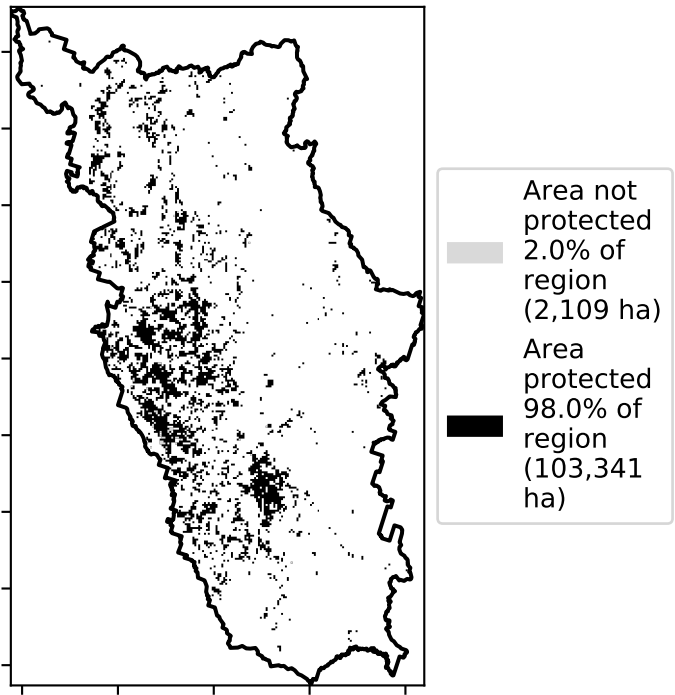 Area not
protected
2.0% of
region
(2,109 ha)
Area
protected
98.0% of
region
(103,341
ha)